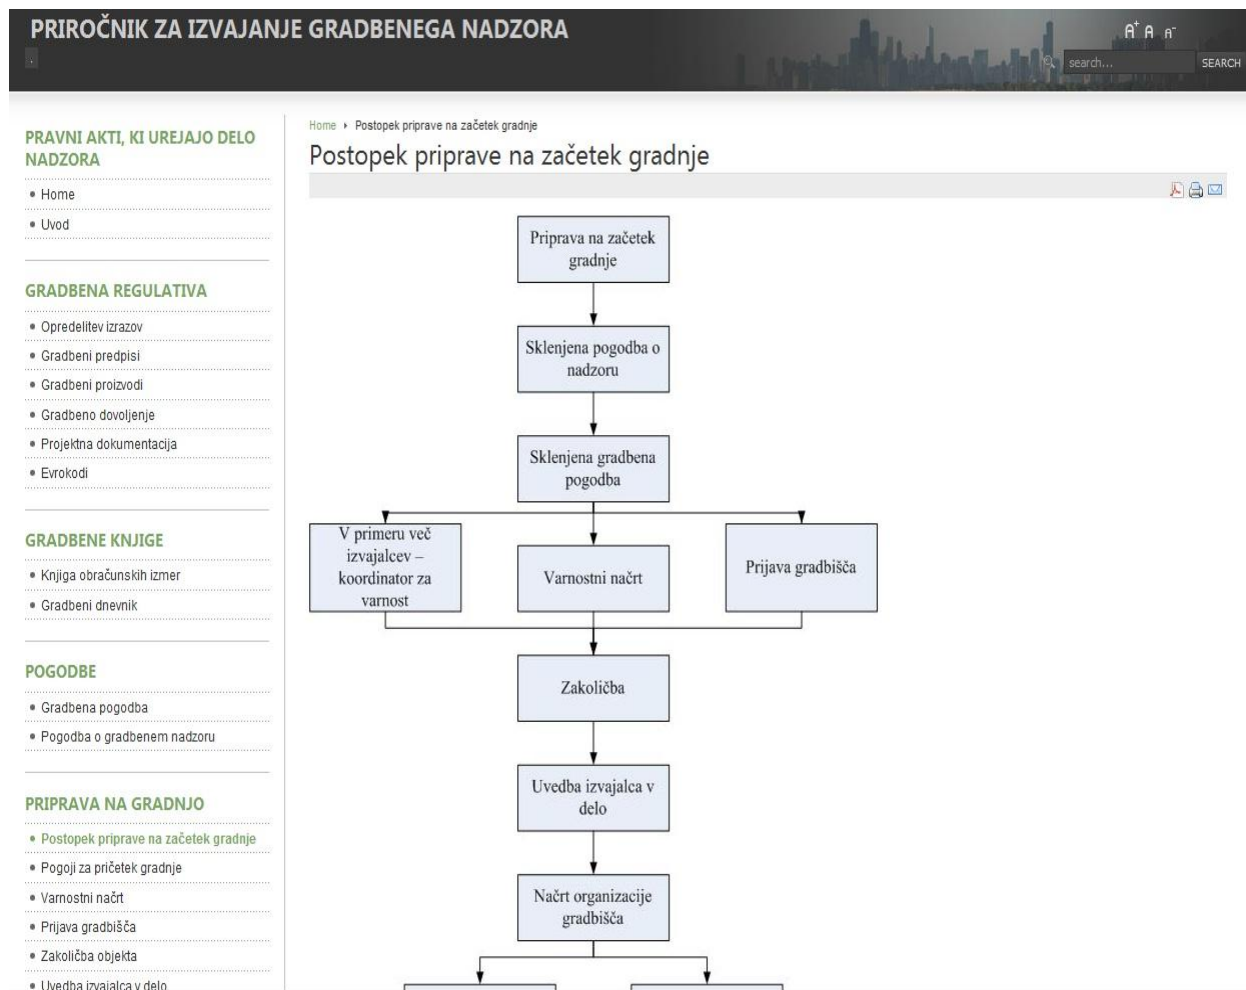 PRIROČNIK ZA IZVAJANJE GRADBENEGA NADZORA
A+ A A-
search...
SEARCH
PRAVNI AKTI, KI UREJAJO DELO
NADZORA
Home
Uvod
GRADBENA REGULATIVA
Opredelitev izrazov
Gradbeni predpisi
Gradbeni proizvodi
Gradbeno dovoljenje
Projektna dokumentacija
Evrokodi
GRADBENE KNJIGE
Knjiga obračunskih izmer
Gradbeni dnevnik
POGODBE
Gradbena pogodba
Pogodba o gradbenem nadzoru
PRIPRAVA NA GRADNJO
Postopek priprave na začetek gradnje
Pogoji za pričetek gradnje
Varnostni načrt
Prijava gradbišča
Zakoličba objekta
Uvedba izvajalca v delo
Home Postopek priprave na začetek gradnje
Postopek priprave na začetek gradnje
Priprava na začetek
gradnje
Sklenjena pogodba o
nadzoru
Sklenjena gradbena
pogodba
V primeru več
izvajalcev –
koordinator za
varnost
Varnostni načrt
Prijava gradbišča
Zakoličba
Uvedba izvajalca v
delo
Načrt organizacije
gradbišča